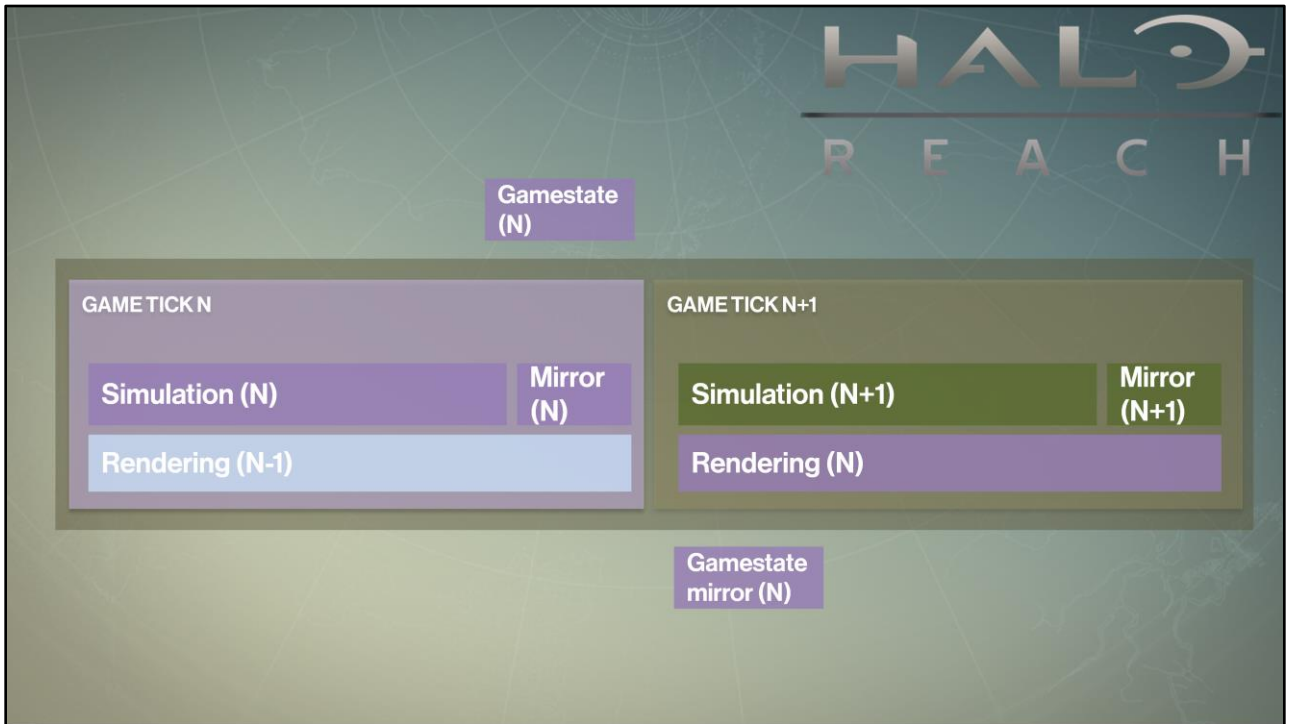 HALO
REACH
Gamestate
(N)
GAME TICK N
GAME TICK N+1
Simulation (N)
Mirror
(N)
Simulation (N+1)
Mirror
(N+1)
Rendering (N-1)
Rendering (N)
Gamestate
mirror (N)